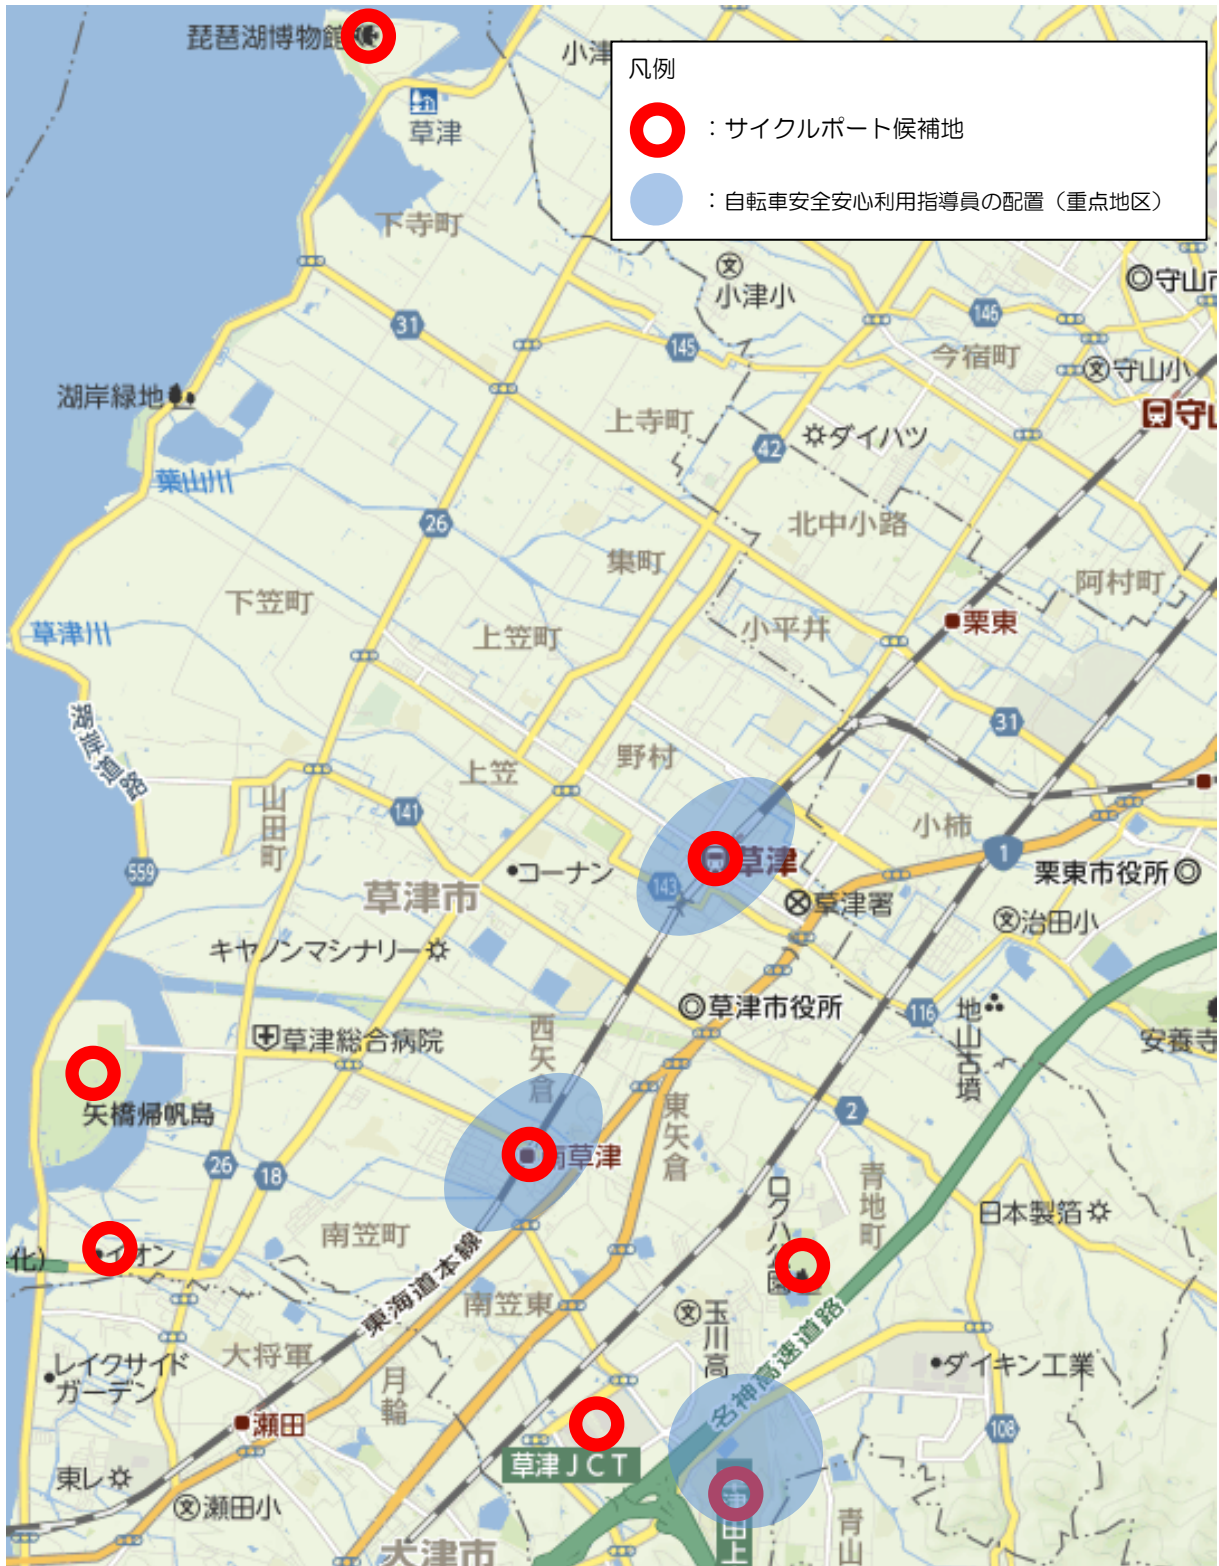 琵琶湖博物館
小津
凡例
：サイクルポート候補地
：自転車安全安心利用指導員の配置（重点地区）
草津
下寺町
小津小
守山市
31
146
145
今宿町
守山小
湖岸緑地
上寺町
ダイハツ
守山
42
葉山川
26
北中小路
集町
阿村町
下笠町
草津川
上笠町
小平井
栗東
湖岸道路
31
野村
上笠
山田町
141
小柿
1
559
コーナン
草津
143
栗東市役所
草津市
草津署
治田小
キヤノンマシナリー
草津市役所
116
地山古墳
西矢倉
草津総合病院
安養寺
矢橋帰帆島
東矢倉
2
26
18
南草津
青地町
ロクハ公園
日本製箔
南笠町
化)
イオン
東海道本線
南笠東
玉川高
大将軍
名神高速道路
レイクサイド
ガーデン
月輪
ダイキン工業
瀬田
108
草津JCT
東レ
瀬田小
津田上
青山
大津市